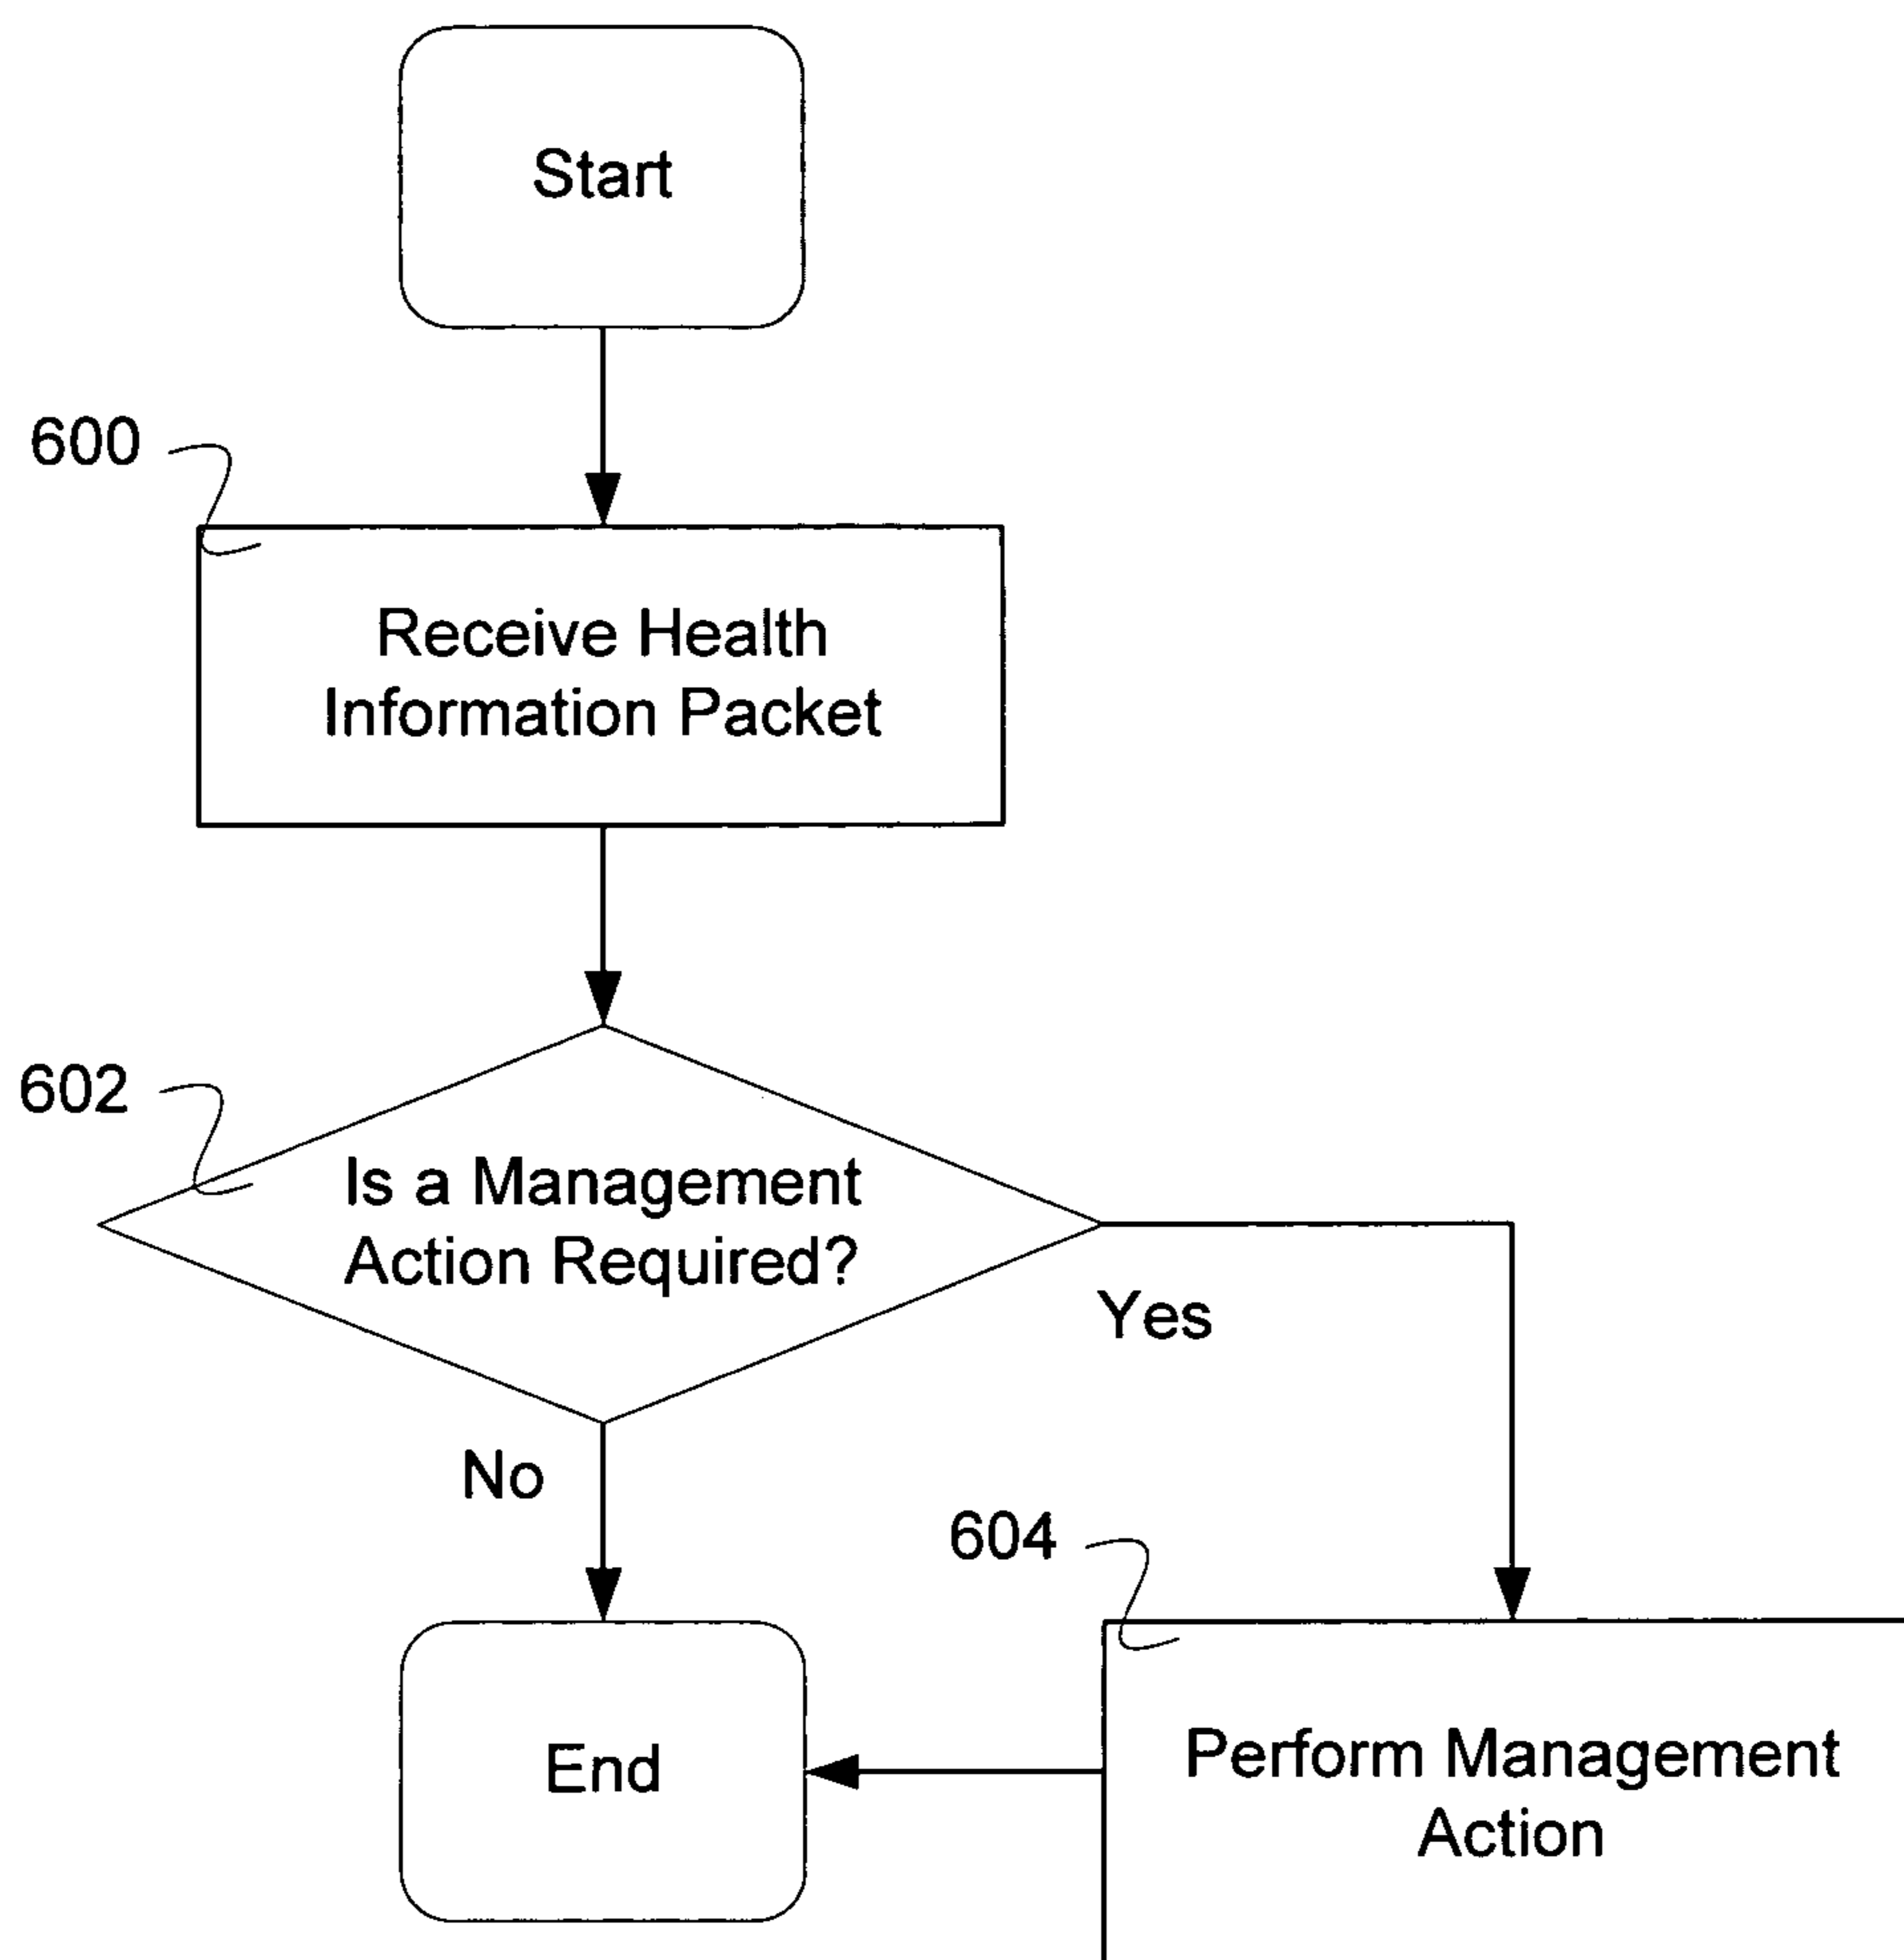 Start
600
Receive Health
Information Packet
602
Is a Management
Action Required?
Yes
No
604
End
Perform Management
Action